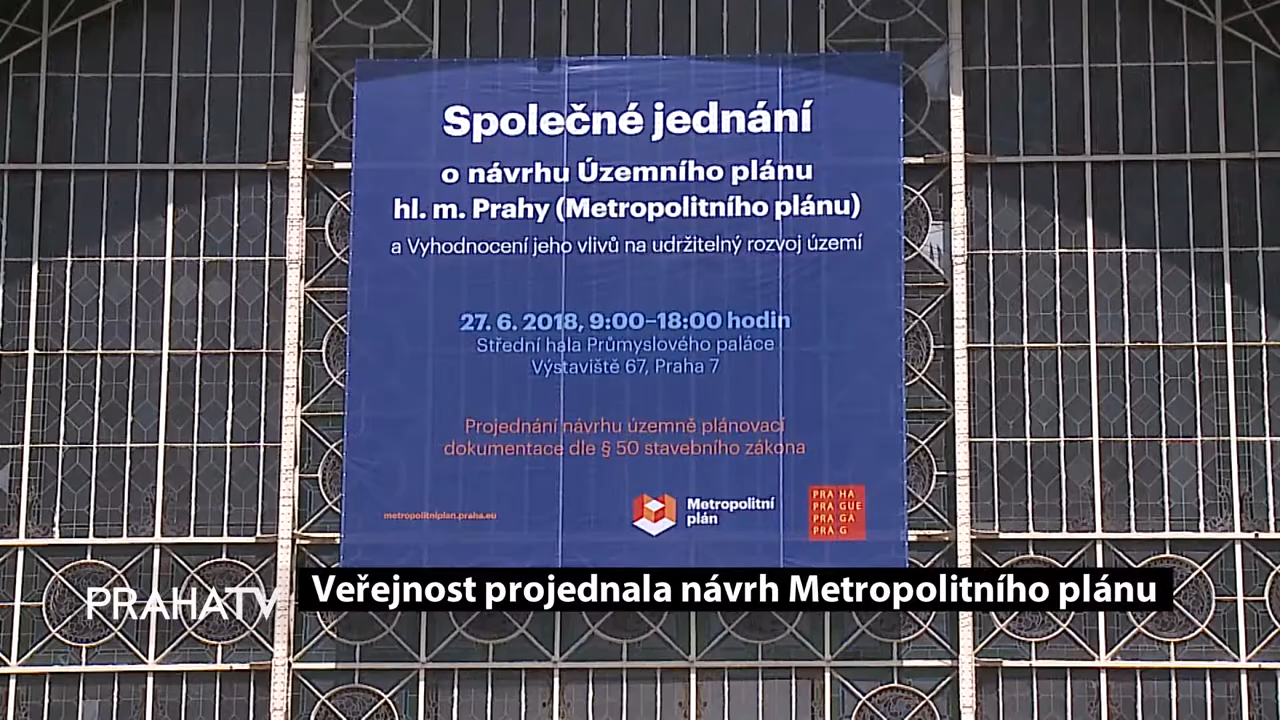 Společné jednání
o návrhu Územního plánu
hl. m. Prahy (Metropolitního plánu)
a Vyhodnocení jeho vlivů na udržitelný rozvoj území
27. 6. 2018, 9:00–18:00 hodin
Střední hala Průmyslového paláce
Výstaviště 67, Praha 7
Projednání návrhu územně plánovací
dokumentace dle § 50 stavebního zákona
metropolitniplan.praha.eu
Metropolitní
plán
PRA HA
PRA GUE
PRA GA
PRA G
PRAHATV
Veřejnost projednala návrh Metropolitního plánu